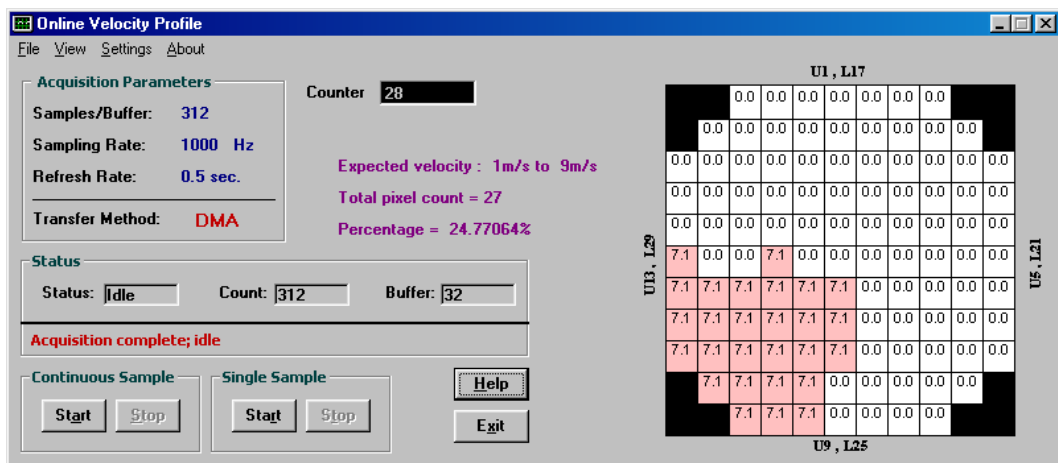 Online Velocity Profile
File View Settings About
Acquisition Parameters
Samples/Buffer: 312
Sampling Rate: 1000 Hz
Refresh Rate: 0.5 sec.
Transfer Method: DMA
Counter 28
Expected velocity : 1m/s to 9m/s
Total pixel count = 27
Percentage = 24.77064%
Status
Status: Idle Count: 312 Buffer: 32
Acquisition complete; idle
Continuous Sample
Start Stop
Single Sample
Start Stop
Help
Exit
U1 , L17
0.0 0.0 0.0 0.0 0.0 0.0 0.0
0.0 0.0 0.0 0.0 0.0 0.0 0.0 0.0 0.0
0.0 0.0 0.0 0.0 0.0 0.0 0.0 0.0 0.0 0.0 0.0
0.0 0.0 0.0 0.0 0.0 0.0 0.0 0.0 0.0 0.0 0.0
0.0 0.0 0.0 0.0 0.0 0.0 0.0 0.0 0.0 0.0 0.0
7.1 0.0 0.0 7.1 0.0 0.0 0.0 0.0 0.0 0.0 0.0
7.1 7.1 7.1 7.1 7.1 7.1 0.0 0.0 0.0 0.0 0.0
7.1 7.1 7.1 7.1 7.1 7.1 0.0 0.0 0.0 0.0 0.0
7.1 7.1 7.1 7.1 7.1 7.1 0.0 0.0 0.0 0.0 0.0
7.1 7.1 7.1 7.1 0.0 0.0 0.0 0.0 0.0
7.1 7.1 7.1 0.0 0.0 0.0 0.0
U13 , L29
U5 , L21
U9 , L25